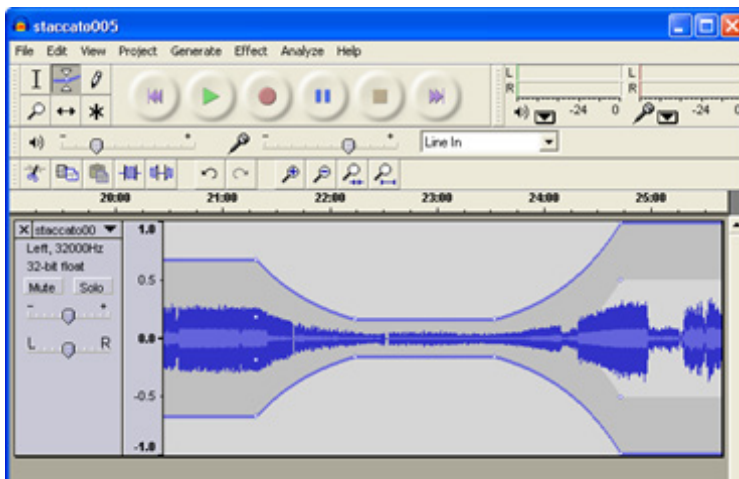 staccato005
File Edit View Project Generate Effect Analyze Help
L
R
-24 0
L
R
-24 0
Line In
20:00 21:00 22:00 23:00 24:00 25:00
staccato00
Left, 32000Hz
32-bit float
Mute Solo
- +
L R
1.0
0.5
0.0
-0.5
-1.0